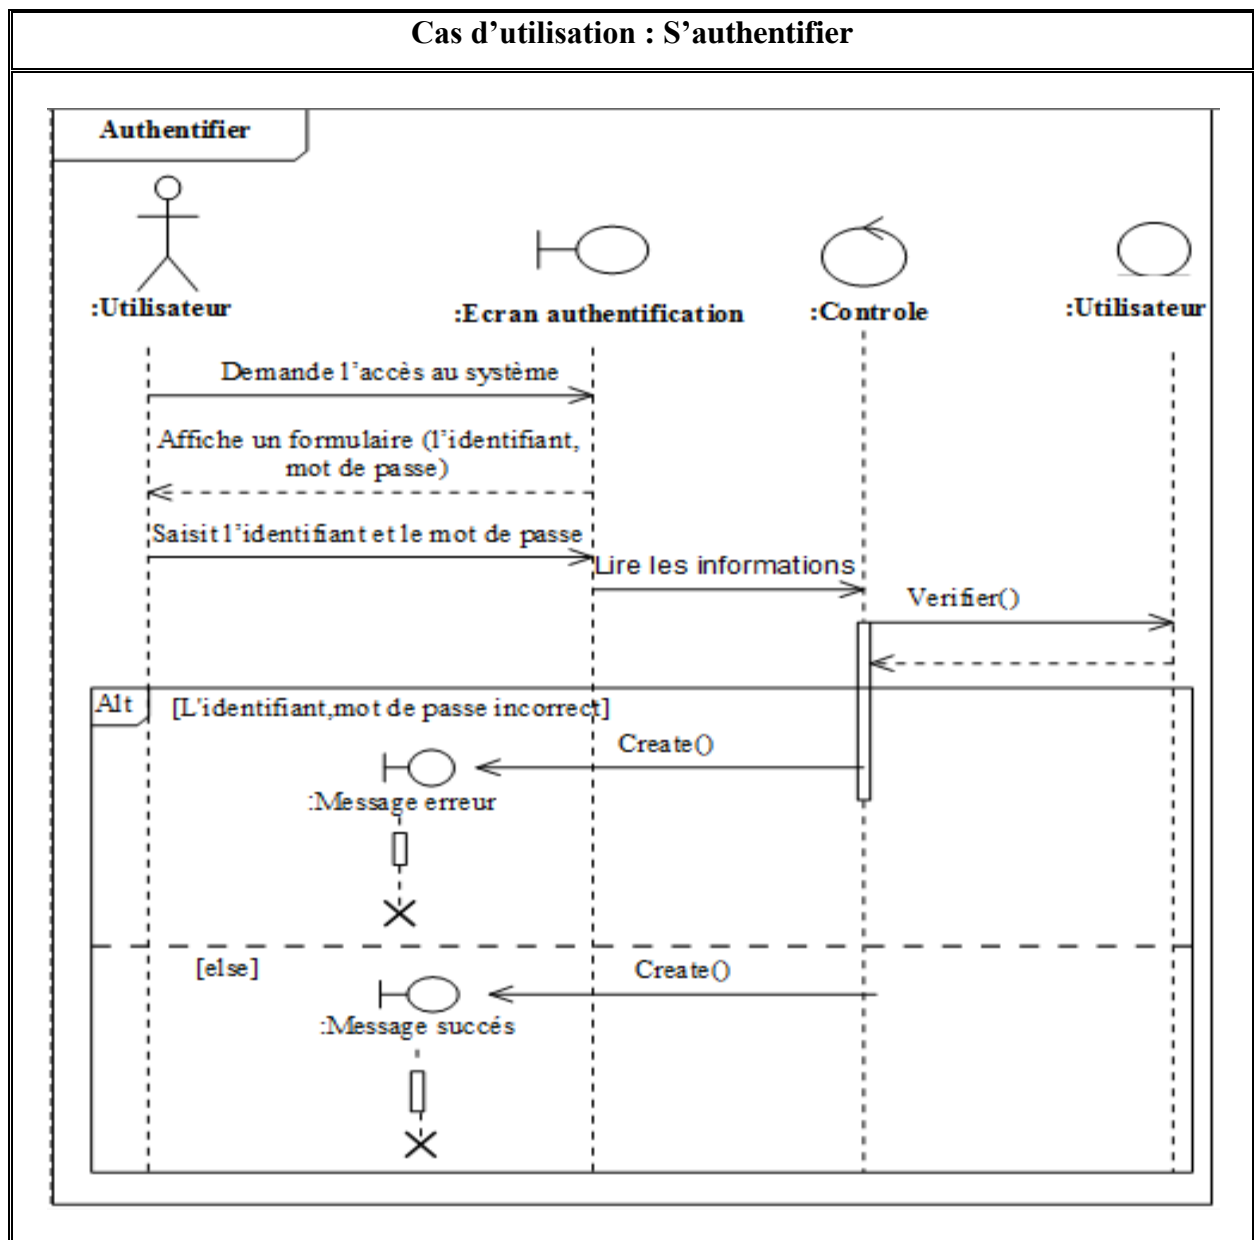 Cas d’utilisation : S’authentifier
Authentifier
:Utilisateur
:Ecran authentification
:Controle
:Utilisateur
Demande l’accès au système
Affiche un formulaire (l’identifiant,
mot de passe)
Saisit l’identifiant et le mot de passe
Lire les informations
Verifier()
Alt
[L'identifiant,mot de passe incorrect]
Create()
:Message erreur
[else]
Create()
:Message succés